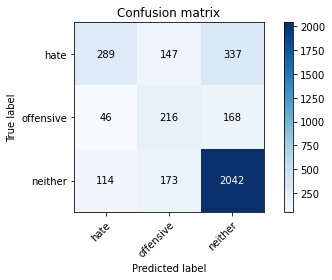 Confusion matrix
hate 289 147 337
offensive 46 216 168
neither 114 173 2042
hate offensive neither
True label
Predicted label
2000
1750
1500
1250
1000
750
500
250